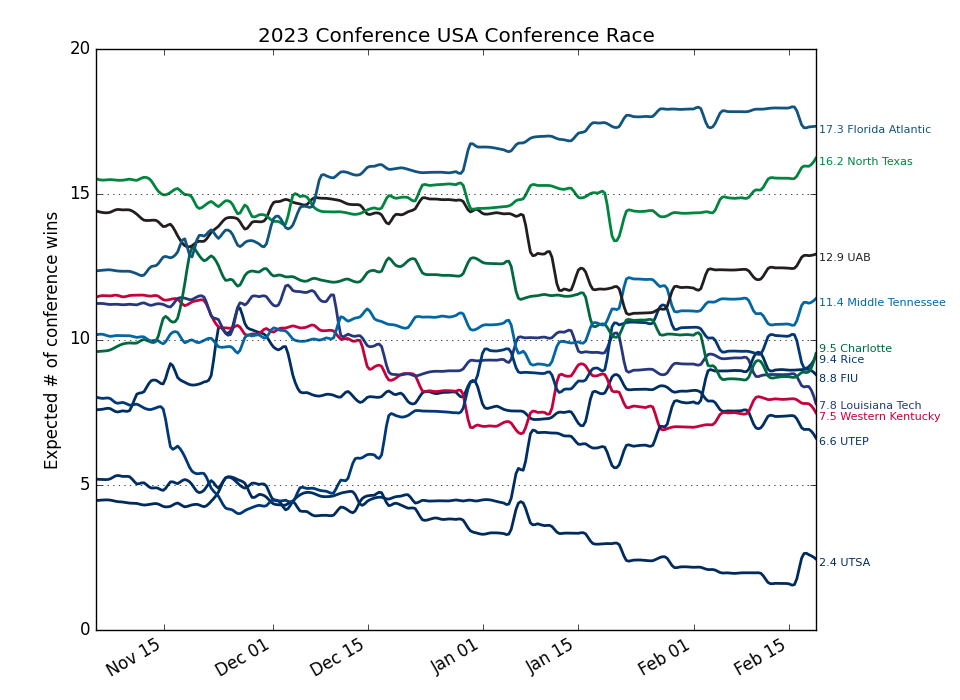 2023 Conference USA Conference Race
Expected # of conference wins
20
15
10
5
0
Nov 15
Dec 01
Dec 15
Jan 01
Jan 15
Feb 01
Feb 15
17.3 Florida Atlantic
16.2 North Texas
12.9 UAB
11.4 Middle Tennessee
9.5 Charlotte
9.4 Rice
8.8 FIU
7.8 Louisiana Tech
7.5 Western Kentucky
6.6 UTEP
2.4 UTSA